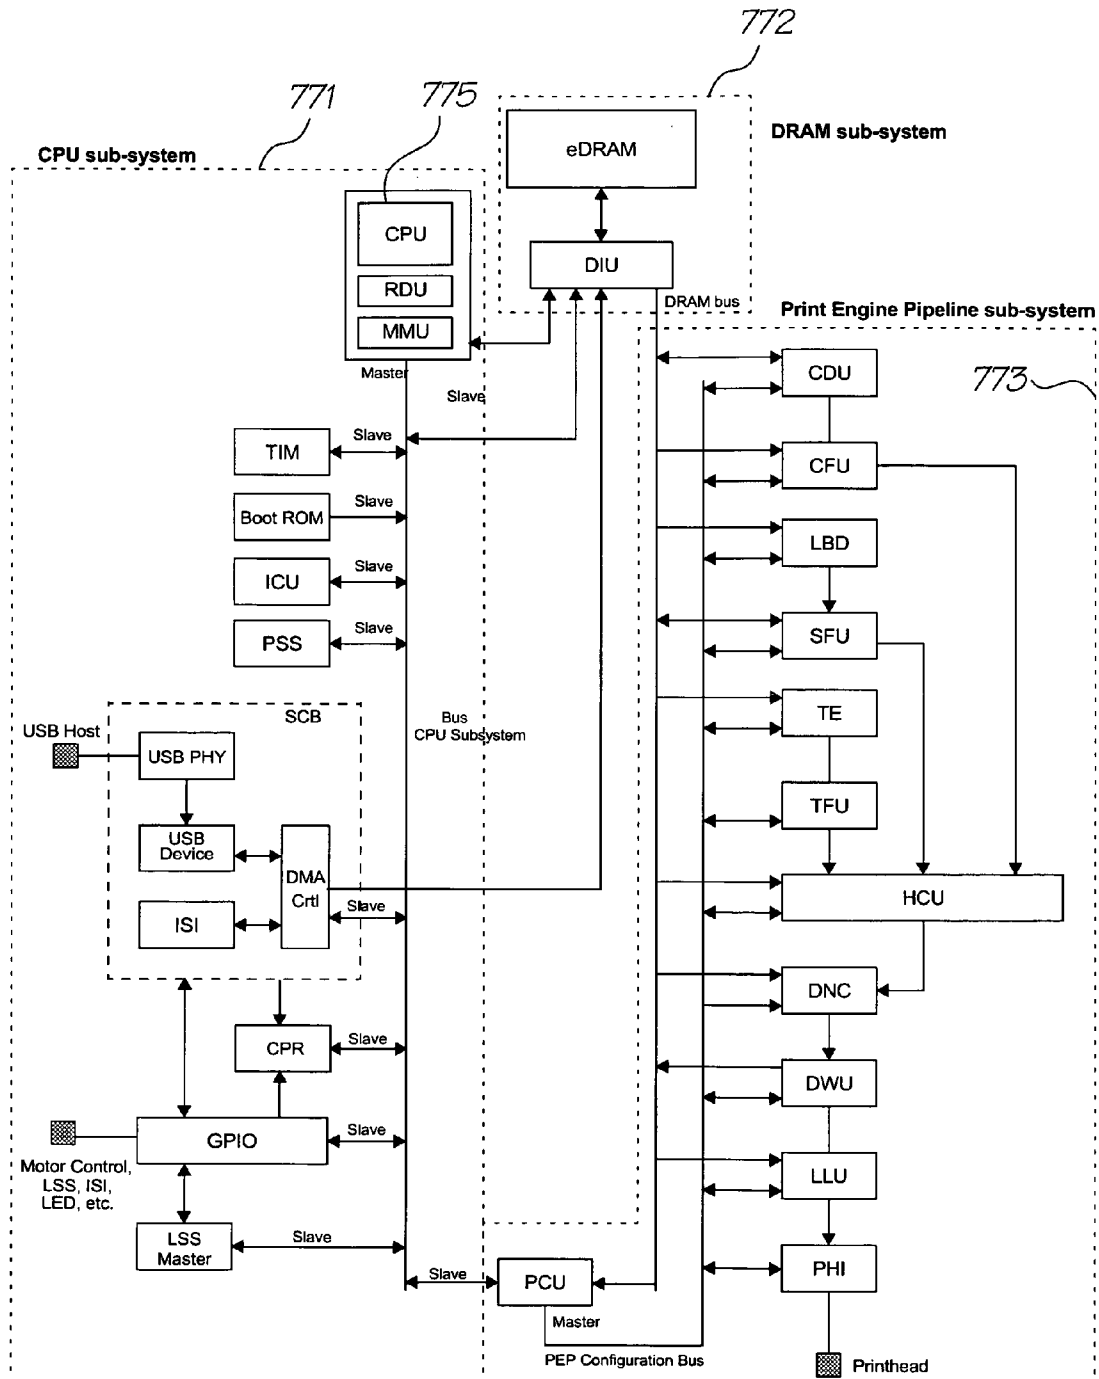 772
771
775
DRAM sub-system
CPU sub-system
eDRAM
CPU
DIU
RDU
DRAM bus
Print Engine Pipeline sub-system
MMU
Master
CDU
773
Slave
TIM
Slave
CFU
Boot ROM
Slave
LBD
ICU
Slave
PSS
Slave
SFU
SCB
Bus
CPU Subsystem
TE
USB Host
USB PHY
TFU
USB
Device
DMA
Crtl
Slave
HCU
ISI
DNC
CPR
Slave
DWU
GPIO
Slave
Motor Control,
LSS, ISI,
LED, etc.
LLU
LSS
Master
Slave
PHI
Slave
PCU
Master
PEP Configuration Bus
Printhead